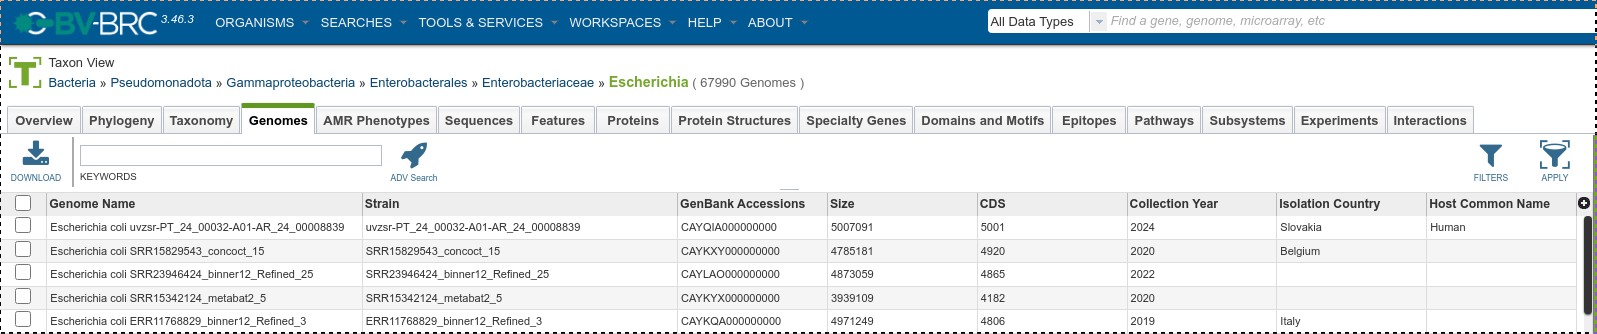 BV-BRC 3.46.3 ORGANISMS SEARCHES TOOLS & SERVICES WORKSPACES HELP ABOUT All Data Types Find a gene, genome, microarray, etc
Taxon View
Bacteria » Pseudomonadota » Gammaproteobacteria » Enterobacterales » Enterobacteriaceae » Escherichia ( 67990 Genomes )
Overview Phylogeny Taxonomy Genomes AMR Phenotypes Sequences Features Proteins Protein Structures Specialty Genes Domains and Motifs Epitopes Pathways Subsystems Experiments Interactions
DOWNLOAD KEYWORDS ADV Search FILTERS APPLY
Genome Name Strain GenBank Accessions Size CDS Collection Year Isolation Country Host Common Name
Escherichia coli uvzsr-PT_24_00032-A01-AR_24_00008839 uvzsr-PT_24_00032-A01-AR_24_00008839 CAYQIA000000000 5007091 5001 2024 Slovakia Human
Escherichia coli SRR15829543_concoct_15 SRR15829543_concoct_15 CAYKXY000000000 4785181 4920 2020 Belgium
Escherichia coli SRR23946424_binner12_Refined_25 SRR23946424_binner12_Refined_25 CAYLAO000000000 4873059 4865 2022
Escherichia coli SRR15342124_metabat2_5 SRR15342124_metabat2_5 CAYKYX000000000 3939109 4182 2020
Escherichia coli ERR11768829_binner12_Refined_3 ERR11768829_binner12_Refined_3 CAYKQA000000000 4971249 4806 2019 Italy